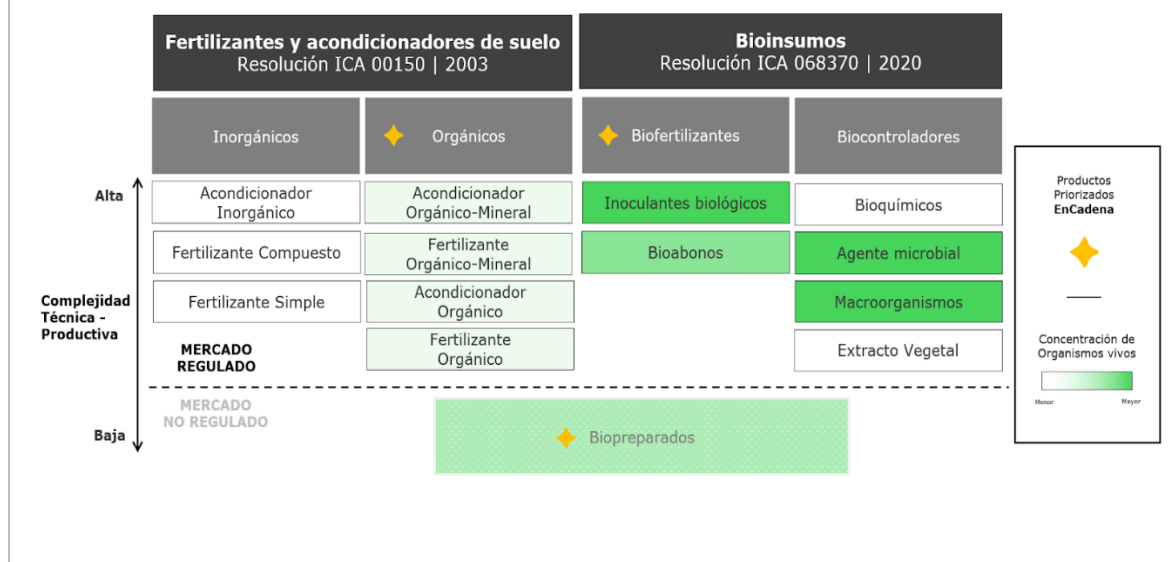 Fertilizantes y acondicionadores de suelo
Resolución ICA 00150 | 2003
Bioinsumos
Resolución ICA 068370 | 2020
Inorgánicos
Orgánicos
Biofertilizantes
Biocontroladores
Alta
Complejidad
Técnica -
Productiva
Baja
Acondicionador
Inorgánico
Acondicionador
Orgánico-Mineral
Inoculantes biológicos
Bioquímicos
Fertilizante Compuesto
Fertilizante
Orgánico-Mineral
Bioabonos
Agente microbial
Fertilizante Simple
Acondicionador
Orgánico
Macroorganismos
MERCADO
REGULADO
Fertilizante
Orgánico
Extracto Vegetal
MERCADO
NO REGULADO
Biopreparados
Productos
Priorizados
EnCadena
Concentración de
Organismos vivos
Menor
Mayor